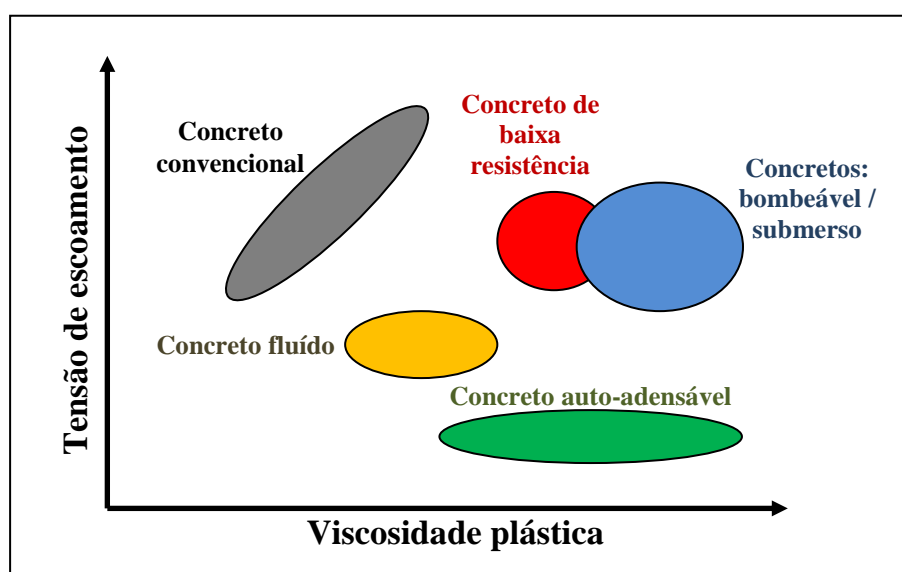 Tensão de escoamento
Concreto
convencional
Concreto de
baixa
resistência
Concretos:
bombeável /
submerso
Concreto fluído
Concreto auto-adensável
Viscosidade plástica